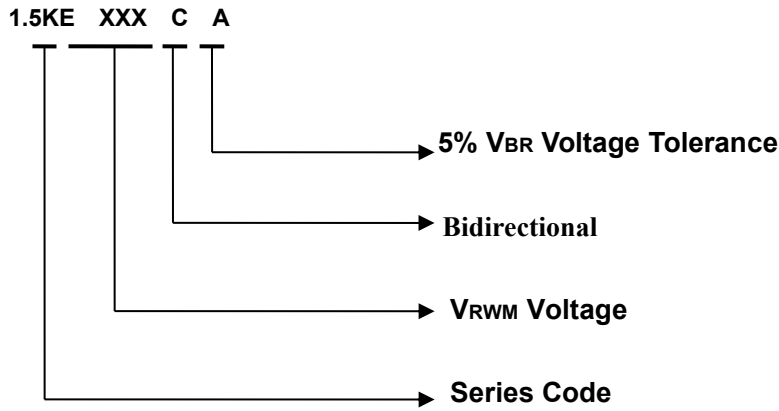 1.5KE XXX C A
5% VBR Voltage Tolerance
Bidirectional
VRWM Voltage
Series Code